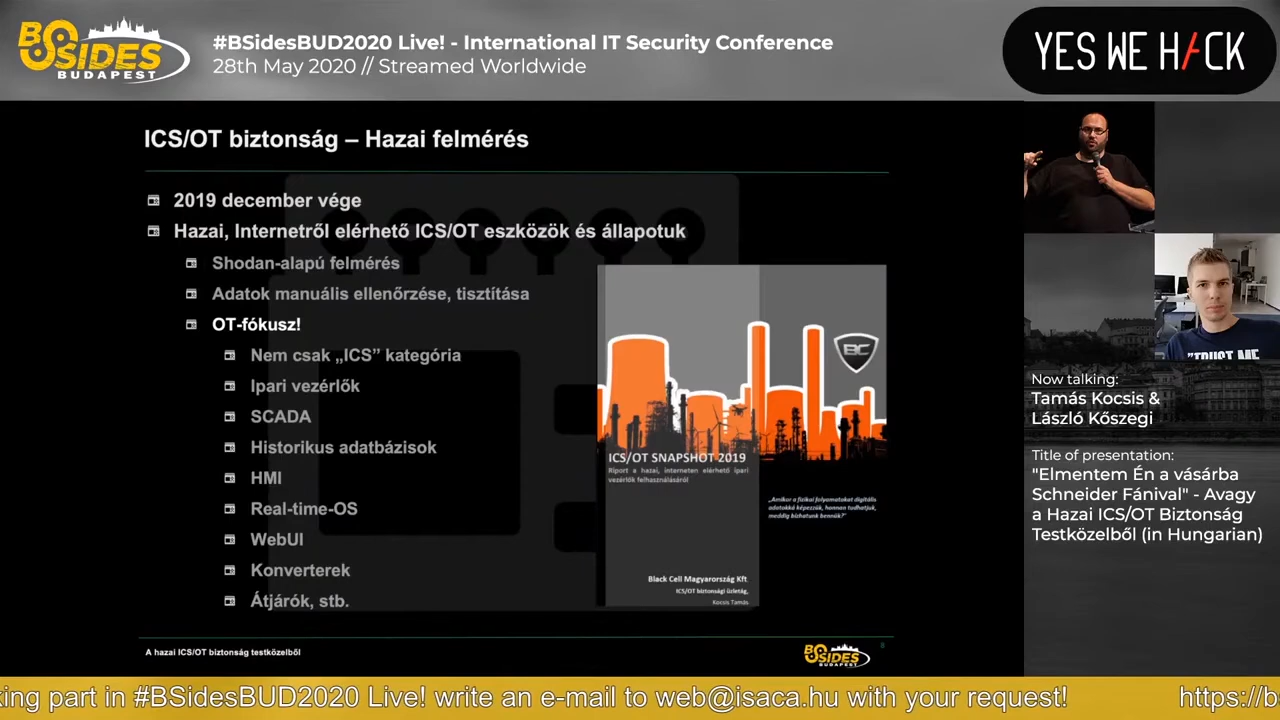 BSIDES
BUDAPEST
#BSidesBUD2020 Live! - International IT Security Conference
28th May 2020 // Streamed Worldwide
YES WE H/CK
ICS/OT biztonság – Hazai felmérés
2019 december vége
Hazai, Internetről elérhető ICS/OT eszközök és állapotuk
Shodan-alapú felmérés
Adatok manuális ellenőrzése, tisztítása
OT-fókusz!
Nem csak „ICS” kategória
Ipari vezérlők
SCADA
Historikus adatbázisok
HMI
Real-time-OS
WebUI
Konverterek
Átjárók, stb.
BC
ICS/OT SNAPSHOT 2019
Riport a hazai, interneten elérhető ipari
vezérlők felhasználásáról
„Amikor a fizikai folyamatokat digitális
adatokká képezzük, honnan tudhatjuk,
meddig bízhatunk bennük?”
Black Cell Magyarország Kft.
ICS/OT biztonsági üzletág,
Kocsis Tamás
A hazai ICS/OT biztonság testközelből
BSIDES
BUDAPEST
8
"TRUST ME
Now talking:
Tamás Kocsis &
László Kőszegi
Title of presentation:
"Elmentem Én a vásárba
Schneider Fánival" - Avagy
a Hazai ICS/OT Biztonság
Testközelből (in Hungarian)
king part in #BSidesBUD2020 Live! write an e-mail to web@isaca.hu with your request! https://b